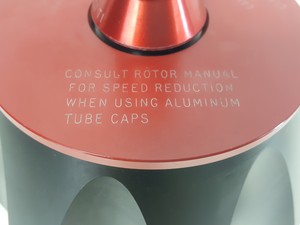 CONSULT ROTOR MANUAL
FOR SPEED REDUCTION
WHEN USING ALUMINUM
TUBE CAPS